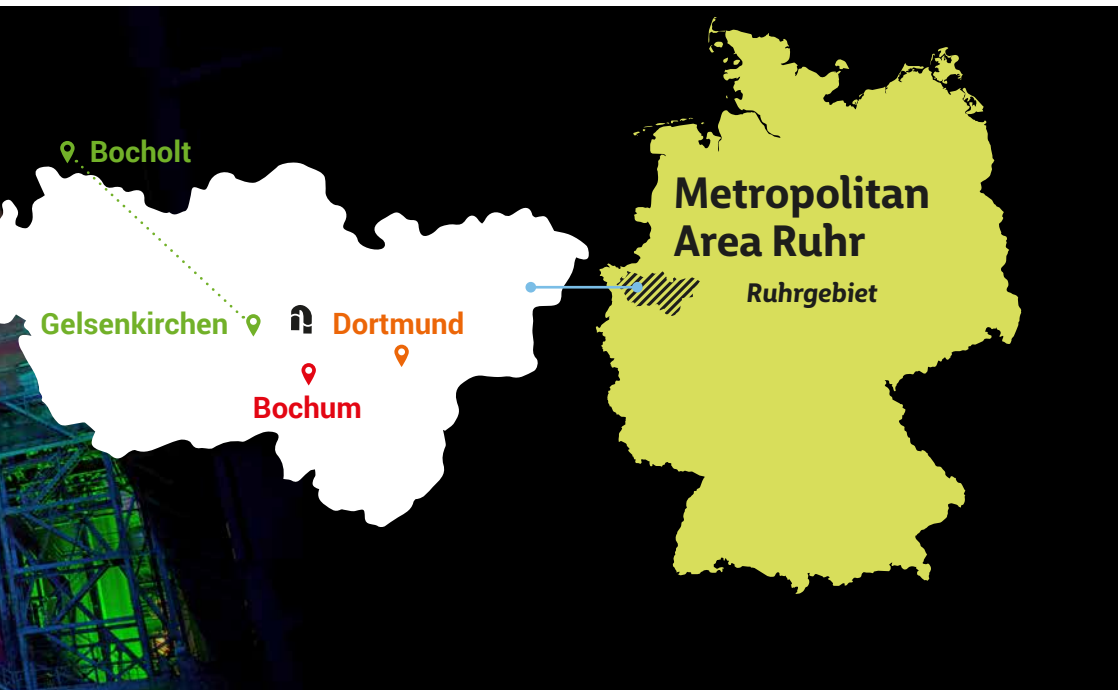 Bocholt
Metropolitan
Area Ruhr
Ruhrgebiet
Gelsenkirchen
Dortmund
Bochum